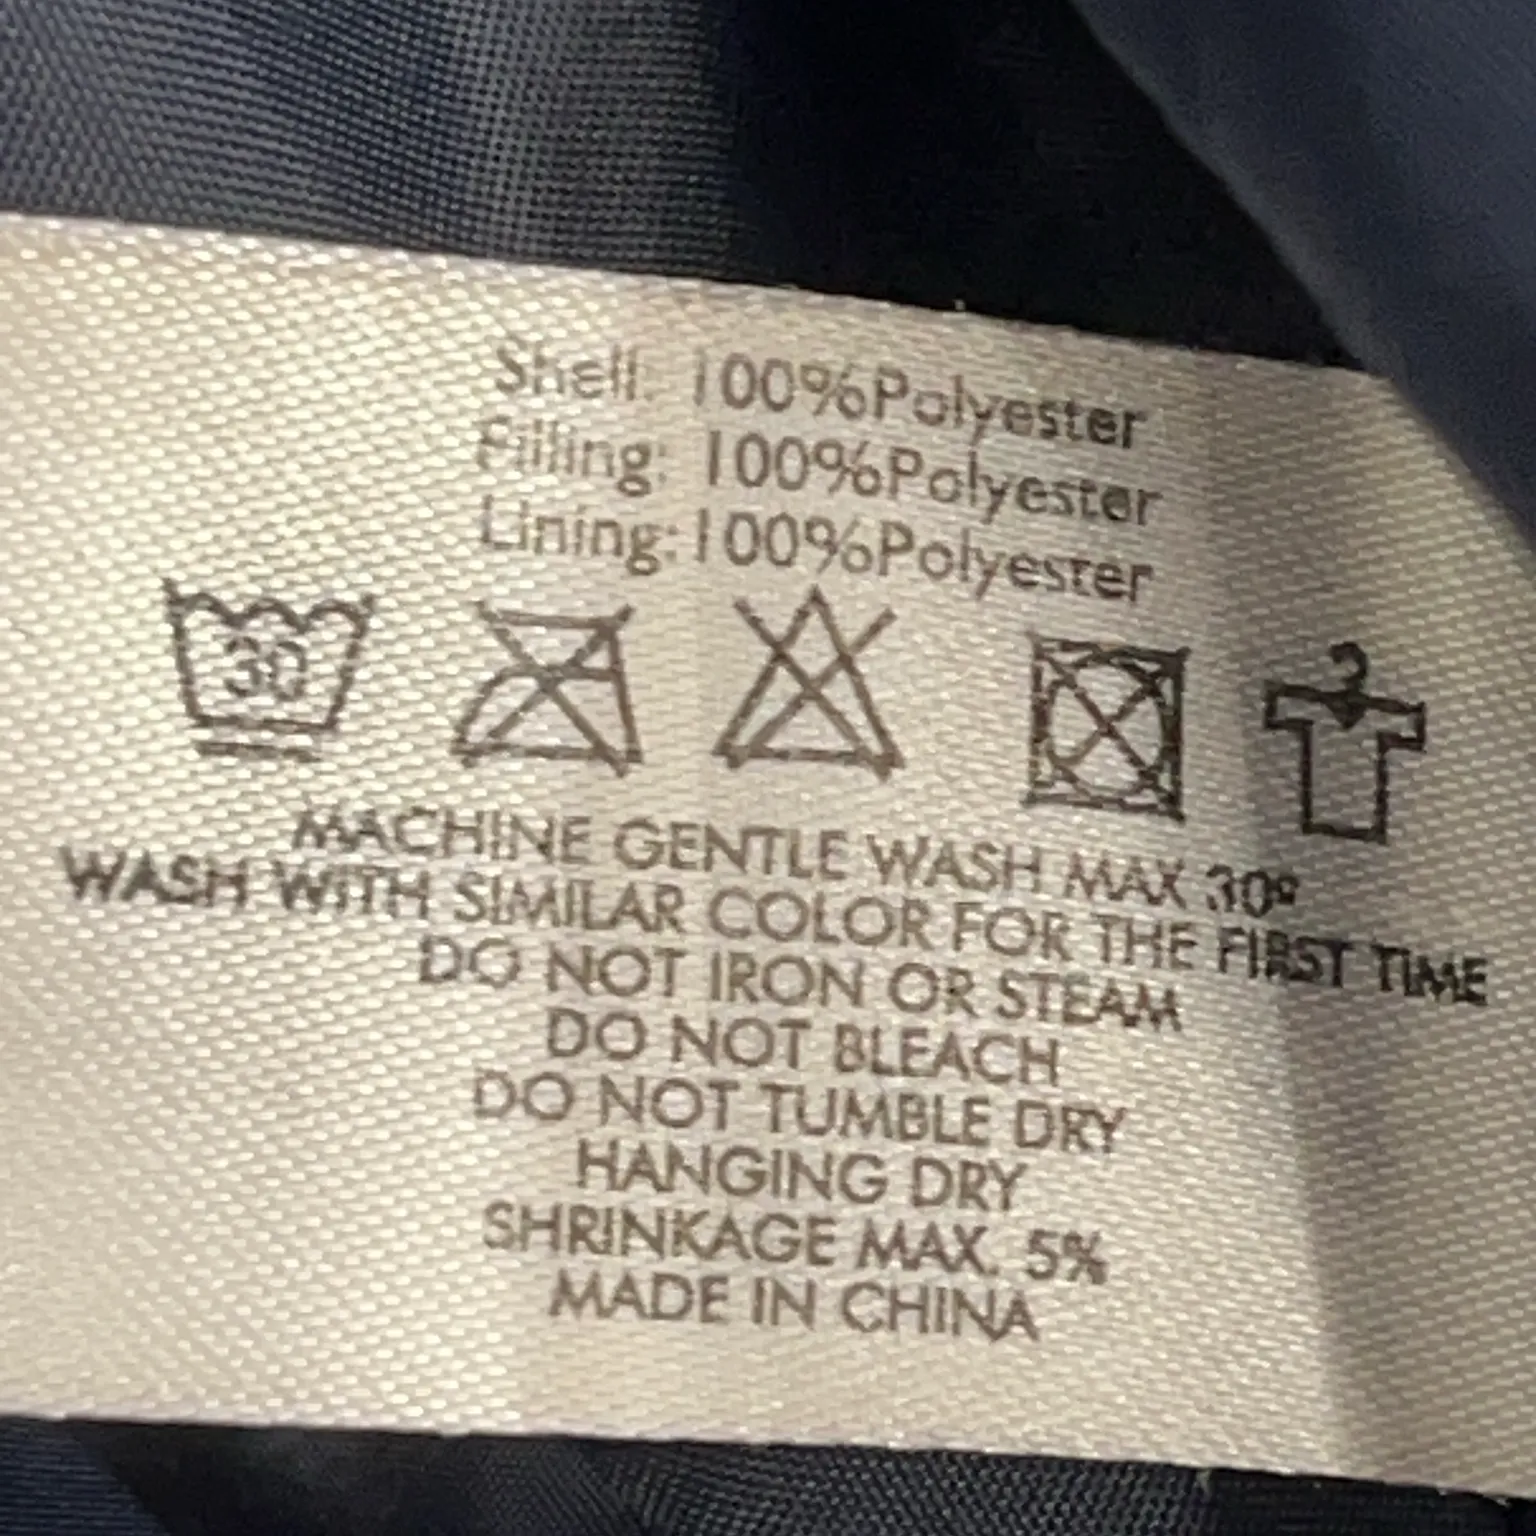 Shell: 100%Polyester
Filling: 100%Polyester
Lining:100%Polyester
30
MACHINE GENTLE WASH MAX 30º
WASH WITH SIMILAR COLOR FOR THE FIRST TIME
DO NOT IRON OR STEAM
DO NOT BLEACH
DO NOT TUMBLE DRY
HANGING DRY
SHRINKAGE MAX. 5%
MADE IN CHINA